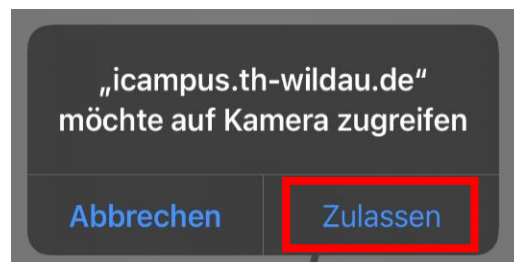 „icampus.th-wildau.de“
möchte auf Kamera zugreifen
Abbrechen
Zulassen